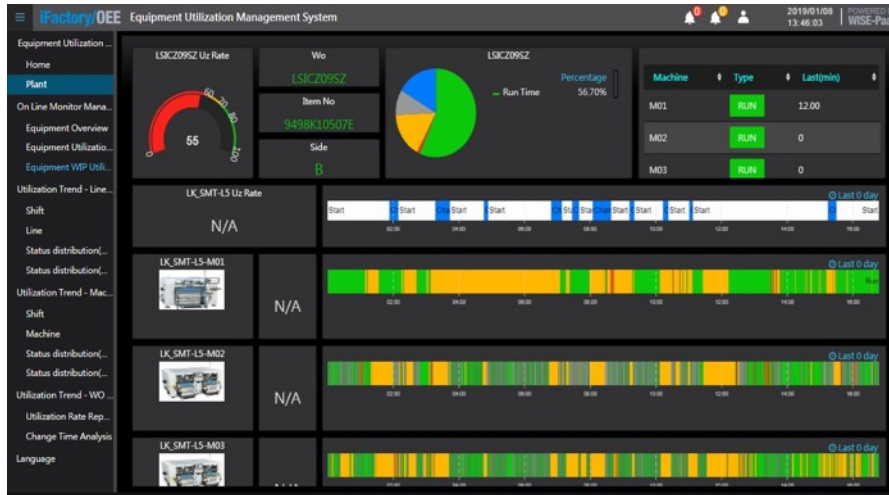 iFactory/OEE Equipment Utilization Management System
2019/01/08
13:46:03
POWERED
WISE-Paa
Equipment Utilization ...
Home
Plant
On Line Monitor Mana...
Equipment Overview
Equipment Utilizatio...
Equipment WIP Utili...
Utilization Trend - Line...
Shift
Line
Status distribution(...
Status distribution(...
Utilization Trend - Mac...
Shift
Machine
Status distribution(...
Status distribution(...
Utilization Trend - WO ...
Utilization Rate Rep...
Change Time Analysis
Language
LSICZ09SZ Uz Rate
0
60
70
80
100
55
Wo
LSICZ09SZ
Item No
9498K10507E
Side
B
LSICZ09SZ
Percentage
Run Time 56.70%
Machine Type Last(min)
M01 RUN 12.00
M02 RUN 0
M03 RUN 0
LK_SMT-L5 Uz Rate
N/A
Last 0 day
Start Start Start Start Start Start Start Start Start
02:00 04:00 06:00 08:00 10:00 12:00 14:00 16:00
LK_SMT-L5-M01
N/A
Last 0 day
Run
02:00 04:00 06:00 08:00 10:00 12:00 14:00 16:00
LK_SMT-L5-M02
N/A
Last 0 day
02:00 04:00 06:00 08:00 10:00 12:00 14:00 16:00
LK_SMT-L5-M03
Last 0 day